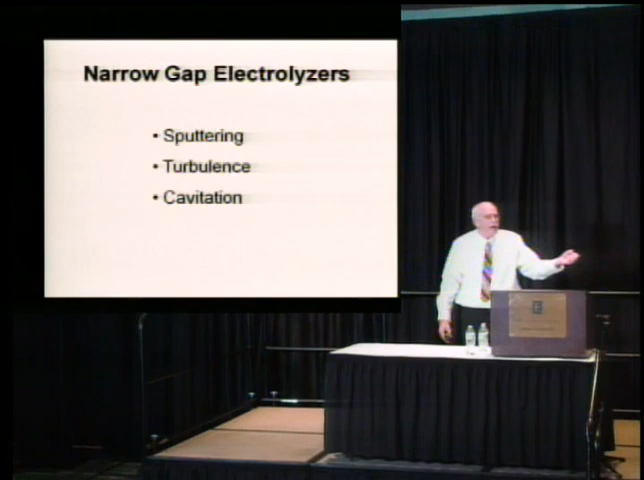 Narrow Gap Electrolyzers
• Sputtering
• Turbulence
• Cavitation